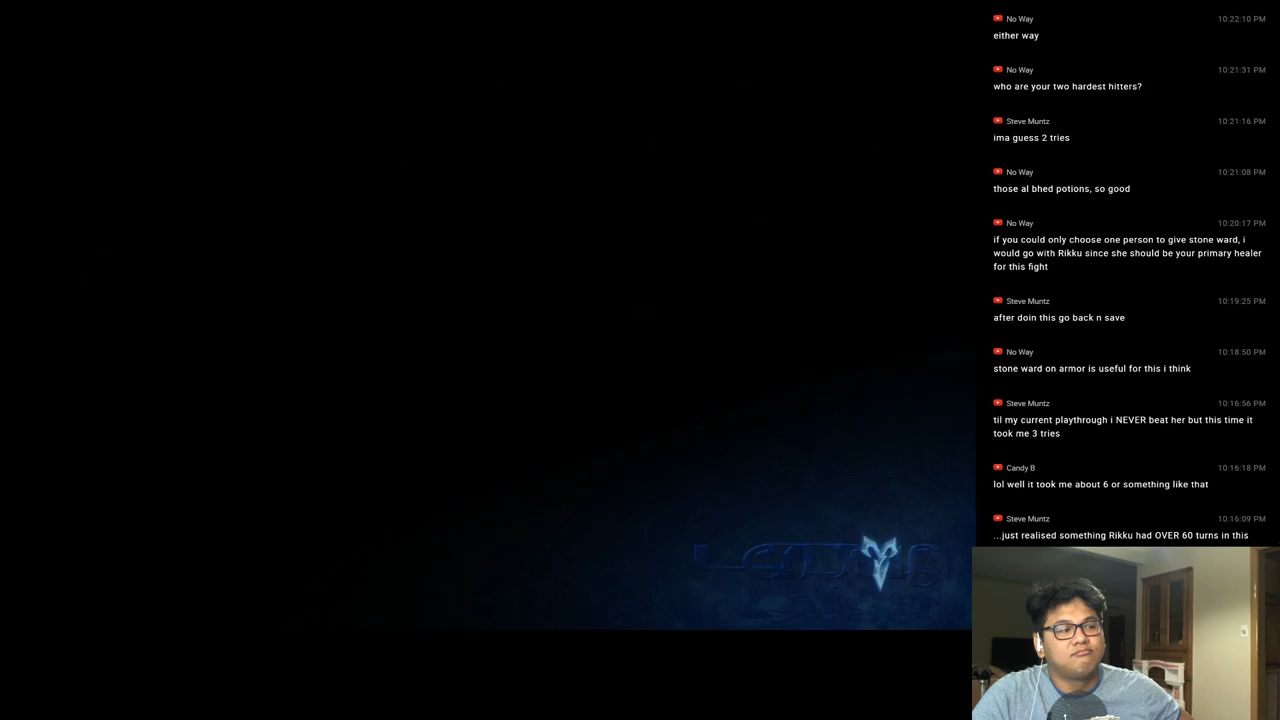 No Way 10:22:10 PM
either way
No Way 10:21:31 PM
who are your two hardest hitters?
Steve Muntz 10:21:16 PM
ima guess 2 tries
No Way 10:21:08 PM
those al bhed potions, so good
No Way 10:20:17 PM
if you could only choose one person to give stone ward, i
would go with Rikku since she should be your primary healer
for this fight
Steve Muntz 10:19:25 PM
after doin this go back n save
No Way 10:18:50 PM
stone ward on armor is useful for this i think
Steve Muntz 10:16:56 PM
til my current playthrough i NEVER beat her but this time it
took me 3 tries
Candy B 10:16:18 PM
lol well it took me about 6 or something like that
Steve Muntz 10:16:09 PM
...just realised something Rikku had OVER 60 turns in this